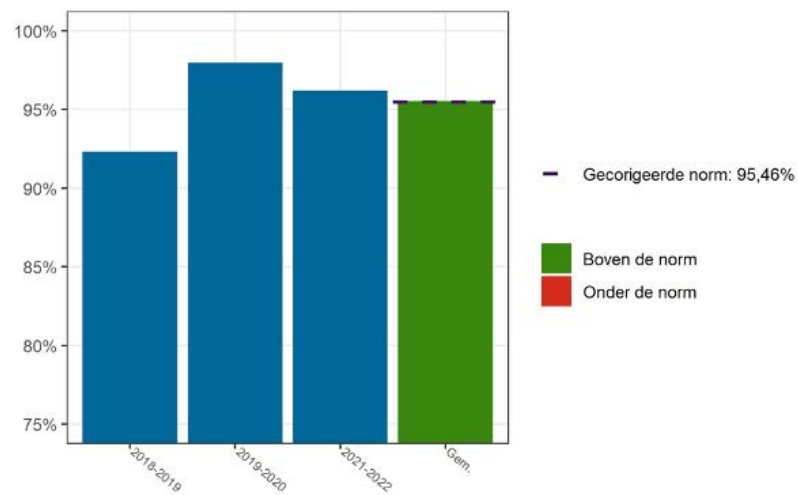 100%
95%
90%
85%
80%
75%
2018-2019
2019-2020
2021-2022
Gem.
Gecorigeerde norm: 95,46%
Boven de norm
Onder de norm